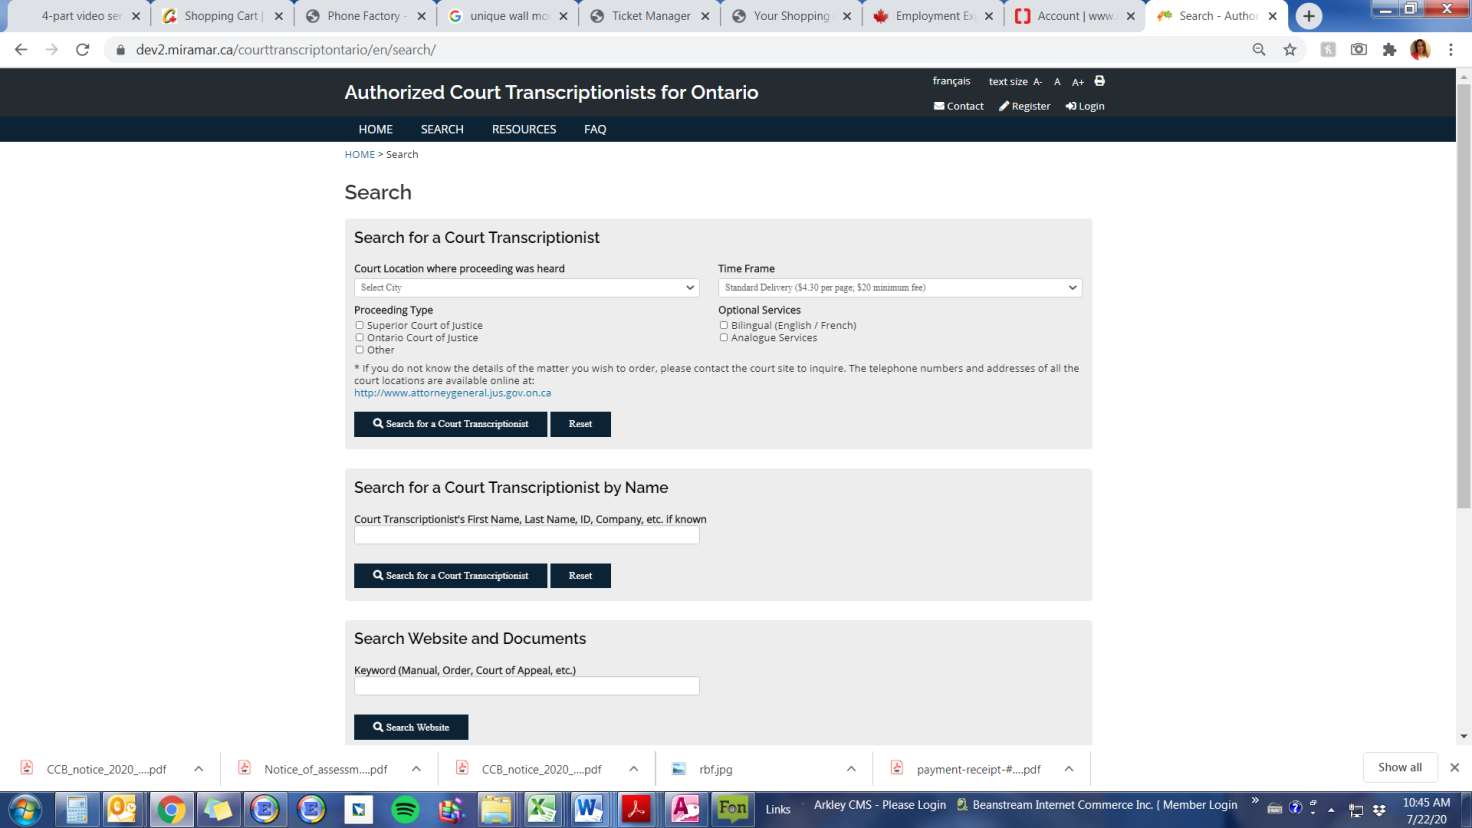 4-part video ser
Shopping Cart |
Phone Factory -
unique wall mo
Ticket Manager
Your Shopping
Employment Ex
Account | www.
Search - Author
dev2.miramar.ca/courttranscriptontario/en/search/
Authorized Court Transcriptionists for Ontario
français text size A- A A+
Contact Register Login
HOME SEARCH RESOURCES FAQ
HOME > Search
Search
Search for a Court Transcriptionist
Court Location where proceeding was heard
Select City
Time Frame
Standard Delivery ($4.30 per page; $20 minimum fee)
Proceeding Type
Superior Court of Justice
Ontario Court of Justice
Other
Optional Services
Bilingual (English / French)
Analogue Services
* If you do not know the details of the matter you wish to order, please contact the court site to inquire. The telephone numbers and addresses of all the
court locations are available online at:
http://www.attorneygeneral.jus.gov.on.ca
Search for a Court Transcriptionist Reset
Search for a Court Transcriptionist by Name
Court Transcriptionist's First Name, Last Name, ID, Company, etc. if known
Search for a Court Transcriptionist Reset
Search Website and Documents
Keyword (Manual, Order, Court of Appeal, etc.)
Search Website
CCB_notice_2020_....pdf
Notice_of_assessm....pdf
CCB_notice_2020_....pdf
rbf.jpg
payment-receipt-#....pdf
Show all
Fon
Links
Arkley CMS - Please Login
Beanstream Internet Commerce Inc. ( Member Login
10:45 AM
7/22/20